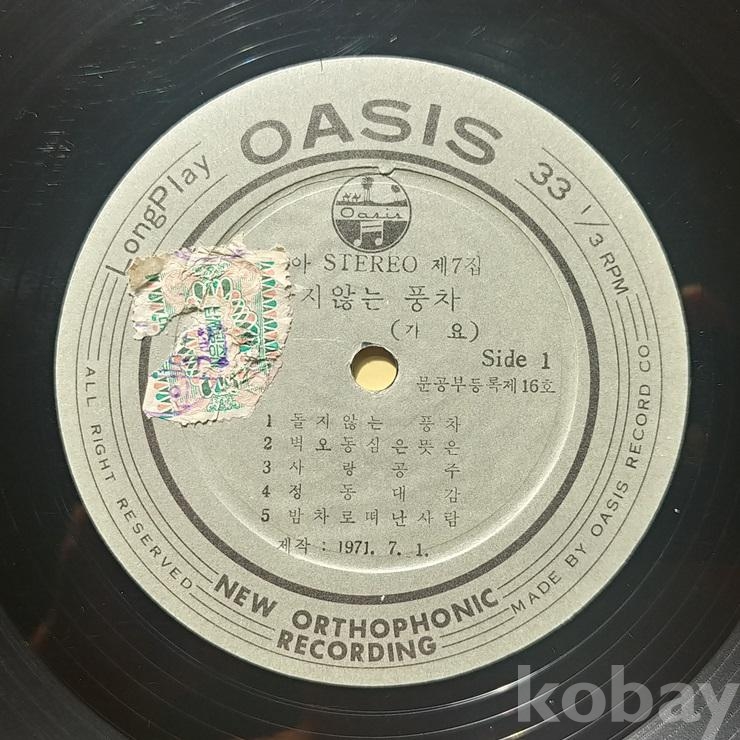 OASIS
LongPlay
33 1/3 RPM
Oasis
아 STEREO 제7집
지않는 풍차
(가 요)
Side 1
문공부등록제16호
1 돌지않는 풍차
2 벽오동심은뜻은
3 사랑공주
4 정동대감
5 밤차로떠난사람
제작 : 1971. 7. 1.
ALL RIGHT RESERVED
NEW ORTHOPHONIC
RECORDING
MADE BY OASIS RECORD CO
kobay